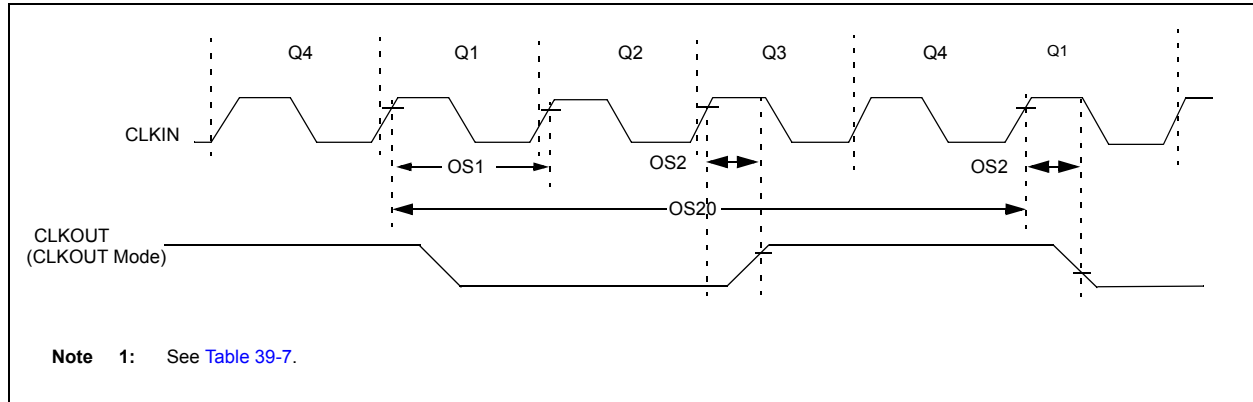 Q4 Q1 Q2 Q3 Q4 Q1
CLKIN
OS1 OS2 OS2
OS20
CLKOUT
(CLKOUT Mode)
Note 1: See Table 39-7.